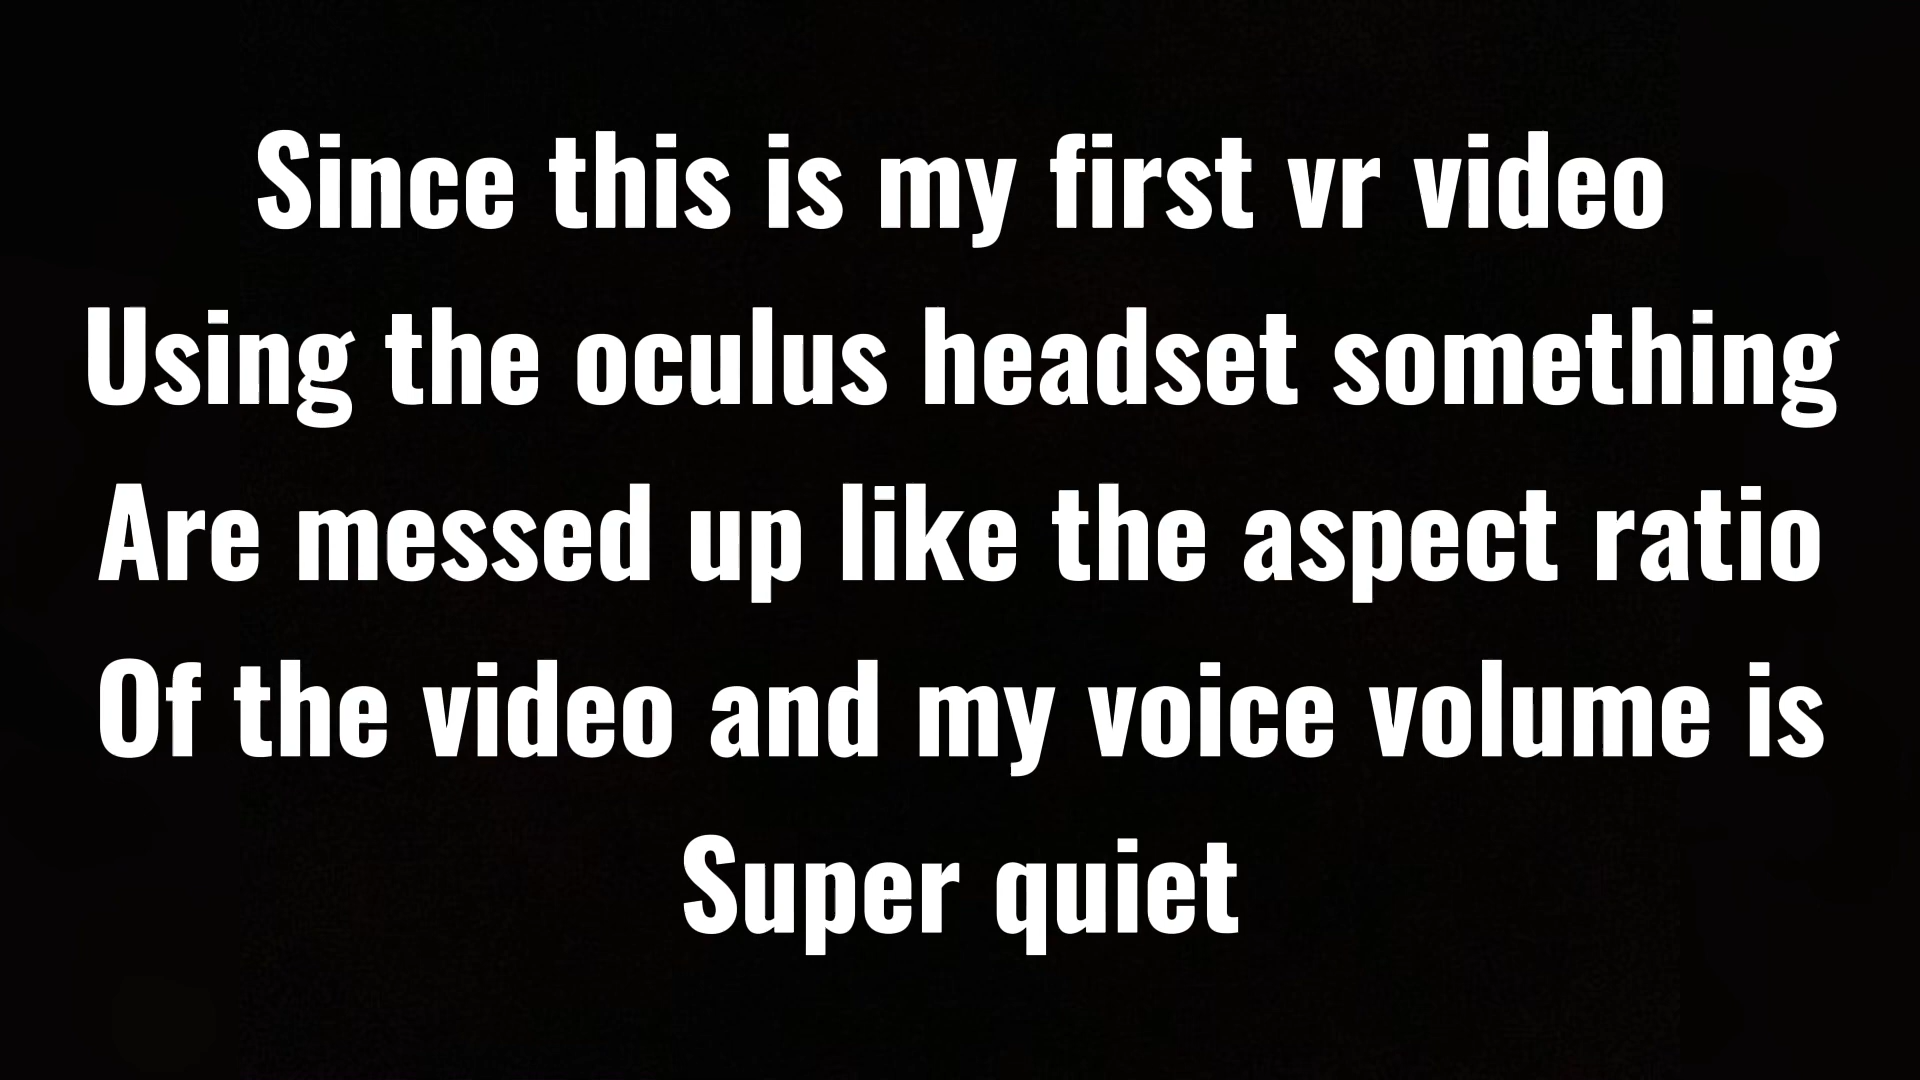 Since this is my first vr video
Using the oculus headset something
Are messed up like the aspect ratio
Of the video and my voice volume is
Super quiet